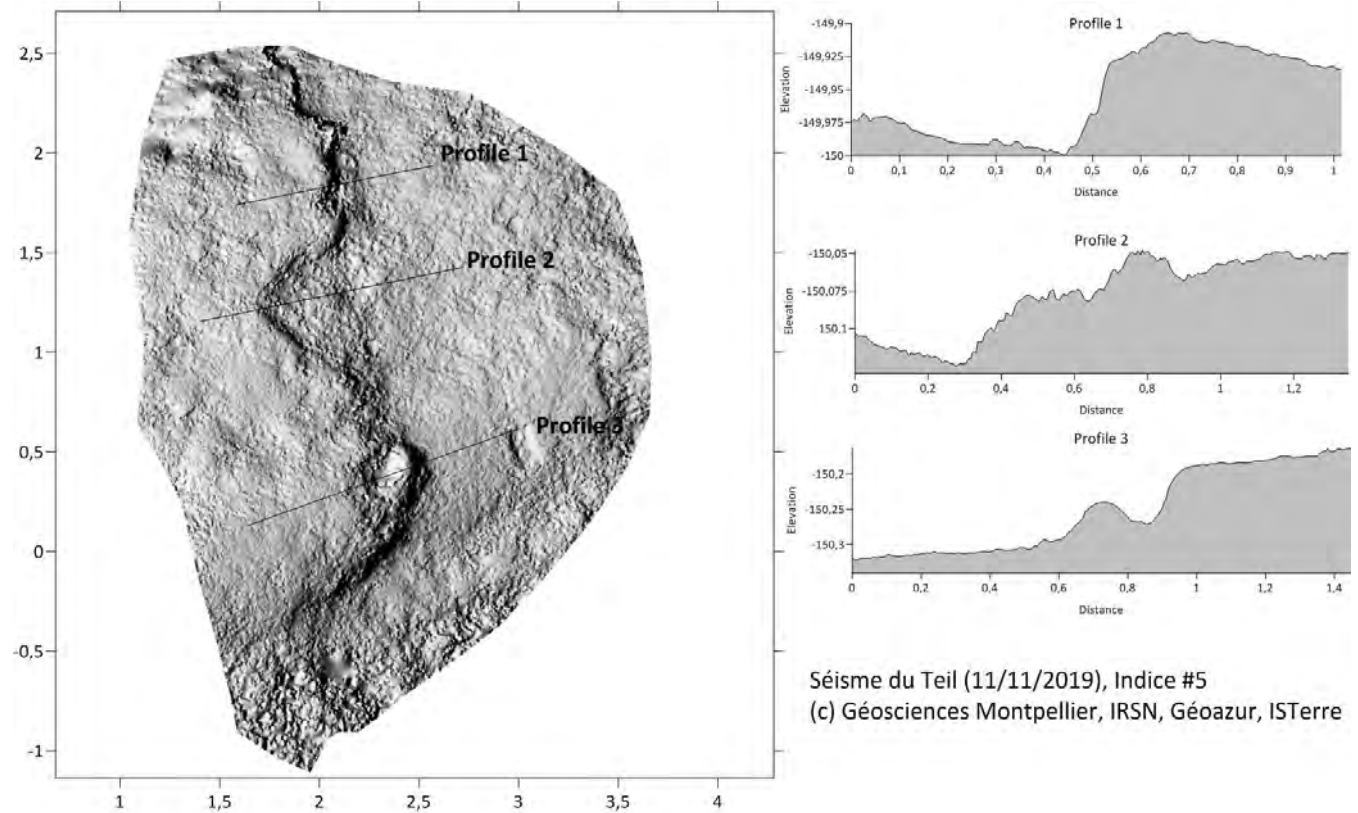 2,5
2
1,5
1
0,5
0
-0,5
-1
1 1,5 2 2,5 3 3,5 4
Profile 1
Profile 2
Profile 3
Profile 1
Elevation
-149,9
-149,925
-149,95
-149,975
-150
0 0,1 0,2 0,3 0,4 0,5 0,6 0,7 0,8 0,9 1
Distance
Profile 2
Elevation
-150,05
-150,075
-150,1
0 0,2 0,4 0,6 0,8 1 1,2
Distance
Profile 3
Elevation
-150,2
-150,25
-150,3
0 0,2 0,4 0,6 0,8 1 1,2 1,4
Distance
Séisme du Teil (11/11/2019), Indice #5
(c) Géosciences Montpellier, IRSN, Géoazur, ISTerre